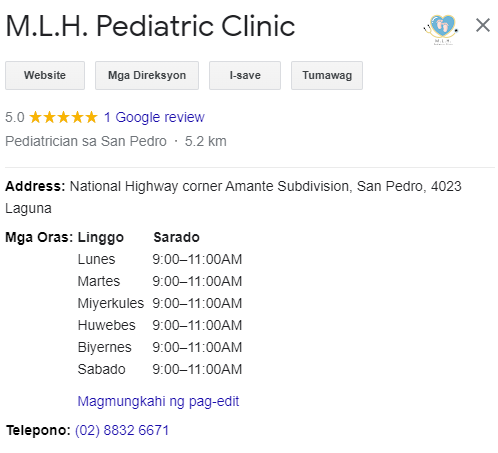 M.L.H. Pediatric Clinic
M.L.H.
Website Mga Direksyon I-save Tumawag
5.0 1 Google review
Pediatrician sa San Pedro · 5.2 km
Address: National Highway corner Amante Subdivision, San Pedro, 4023
Laguna
Mga Oras: Linggo Sarado
Lunes 9:00–11:00AM
Martes 9:00–11:00AM
Miyerkules 9:00–11:00AM
Huwebes 9:00–11:00AM
Biyernes 9:00–11:00AM
Sabado 9:00–11:00AM
Magmungkahi ng pag-edit
Telepono: (02) 8832 6671